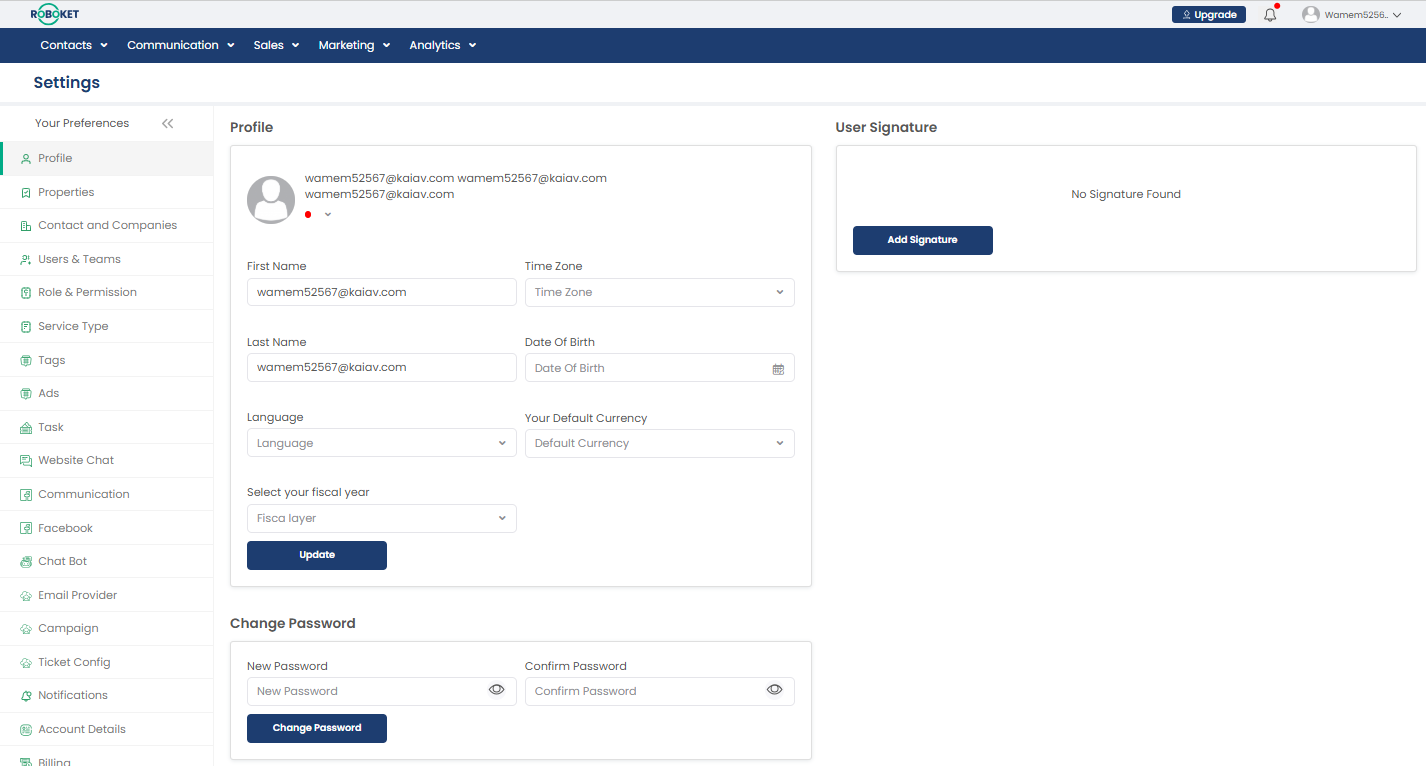 ROBOKET
Upgrade
Wamem5256..
Contacts
Communication
Sales
Marketing
Analytics
Settings
Your Preferences
Profile
Properties
Contact and Companies
Users & Teams
Role & Permission
Service Type
Tags
Ads
Task
Website Chat
Communication
Facebook
Chat Bot
Email Provider
Campaign
Ticket Config
Notifications
Account Details
Billing
Profile
wamem52567@kaiav.com wamem52567@kaiav.com
wamem52567@kaiav.com
First Name
wamem52567@kaiav.com
Time Zone
Time Zone
Last Name
wamem52567@kaiav.com
Date Of Birth
Date Of Birth
Language
Language
Your Default Currency
Default Currency
Select your fiscal year
Fisca layer
Update
Change Password
New Password
New Password
Confirm Password
Confirm Password
Change Password
User Signature
No Signature Found
Add Signature